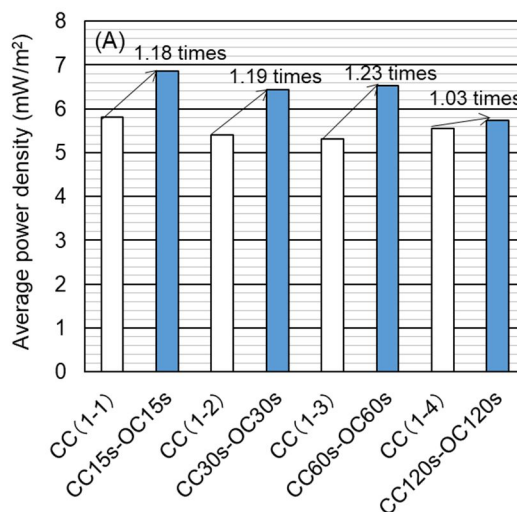 (A)
1.18 times
1.19 times
1.23 times
1.03 times
Average power density (mW/m²)
8
7
6
5
4
3
2
1
0
CC(1-1)
CC15s-OC15s
CC(1-2)
CC30s-OC30s
CC(1-3)
CC60s-OC60s
CC(1-4)
CC120s-OC120s